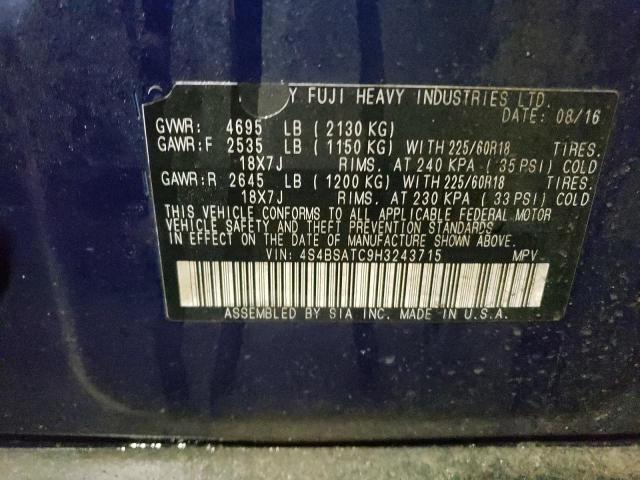 Y FUJI HEAVY INDUSTRIES LTD.
DATE: 08/16
GVWR: 4695 LB ( 2130 KG)
GAWR:F 2535 LB ( 1150 KG) WITH 225/60R18 TIRES.
18X7J RIMS. AT 240 KPA ( 35 PSI) COLD
GAWR:R 2645 LB ( 1200 KG) WITH 225/60R18 TIRES.
18X7J RIMS. AT 230 KPA ( 33 PSI) COLD
THIS VEHICLE CONFORMS TO ALL APPLICABLE FEDERAL MOTOR
VEHICLE SAFETY AND THEFT PREVENTION STANDARDS
IN EFFECT ON THE DATE OF MANUFACTURE SHOWN ABOVE.
VIN: 4S4BSATC9H3243715 MPV
ASSEMBLED BY SIA INC. MADE IN U.S.A.